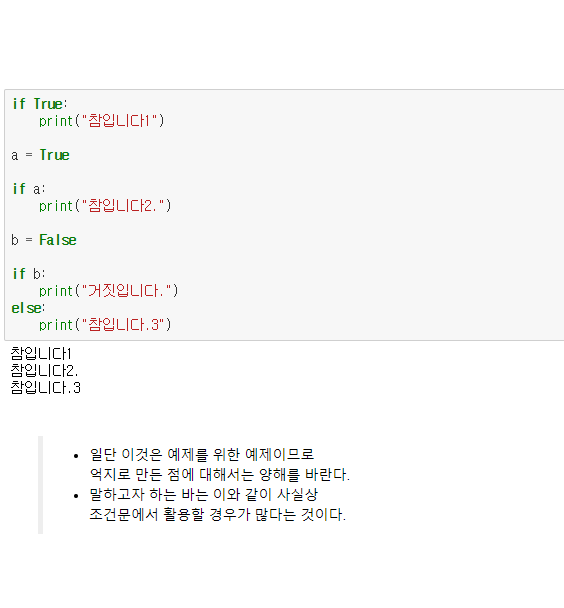 if True:
    print("참입니다1")
a = True
if a:
    print("참입니다2.")
b = False
if b:
    print("거짓입니다.")
else:
    print("참입니다.3")
참입니다1
참입니다2.
참입니다.3
• 일단 이것은 예제를 위한 예제이므로
억지로 만든 점에 대해서는 양해를 바란다.
• 말하고자 하는 바는 이와 같이 사실상
조건문에서 활용할 경우가 많다는 것이다.